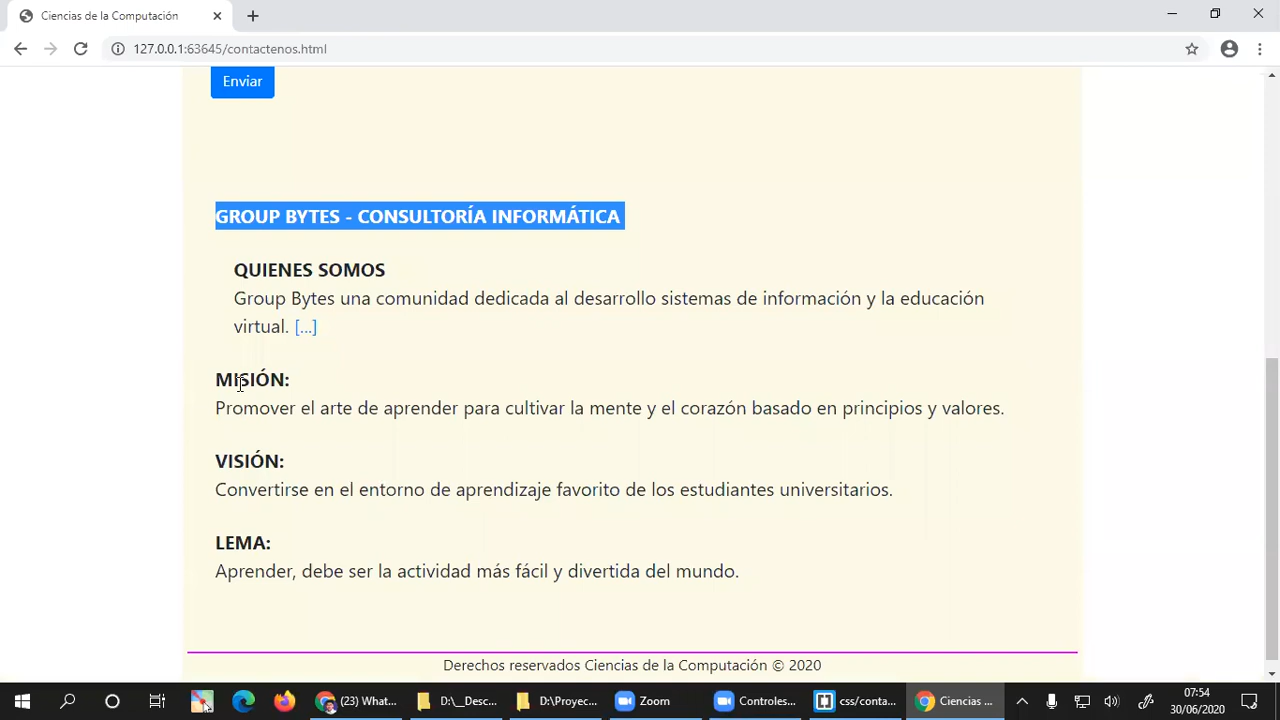 Ciencias de la Computación
127.0.0.1:63645/contactenos.html
Enviar
GROUP BYTES - CONSULTORÍA INFORMÁTICA
QUIENES SOMOS
Group Bytes una comunidad dedicada al desarrollo sistemas de información y la educación
virtual. [...]
MISIÓN:
Promover el arte de aprender para cultivar la mente y el corazón basado en principios y valores.
VISIÓN:
Convertirse en el entorno de aprendizaje favorito de los estudiantes universitarios.
LEMA:
Aprender, debe ser la actividad más fácil y divertida del mundo.
Derechos reservados Ciencias de la Computación © 2020
(23) What... D:\__Desc... D:\Proyec... Zoom Controles... css/conta... Ciencias ... 07:54
30/06/2020